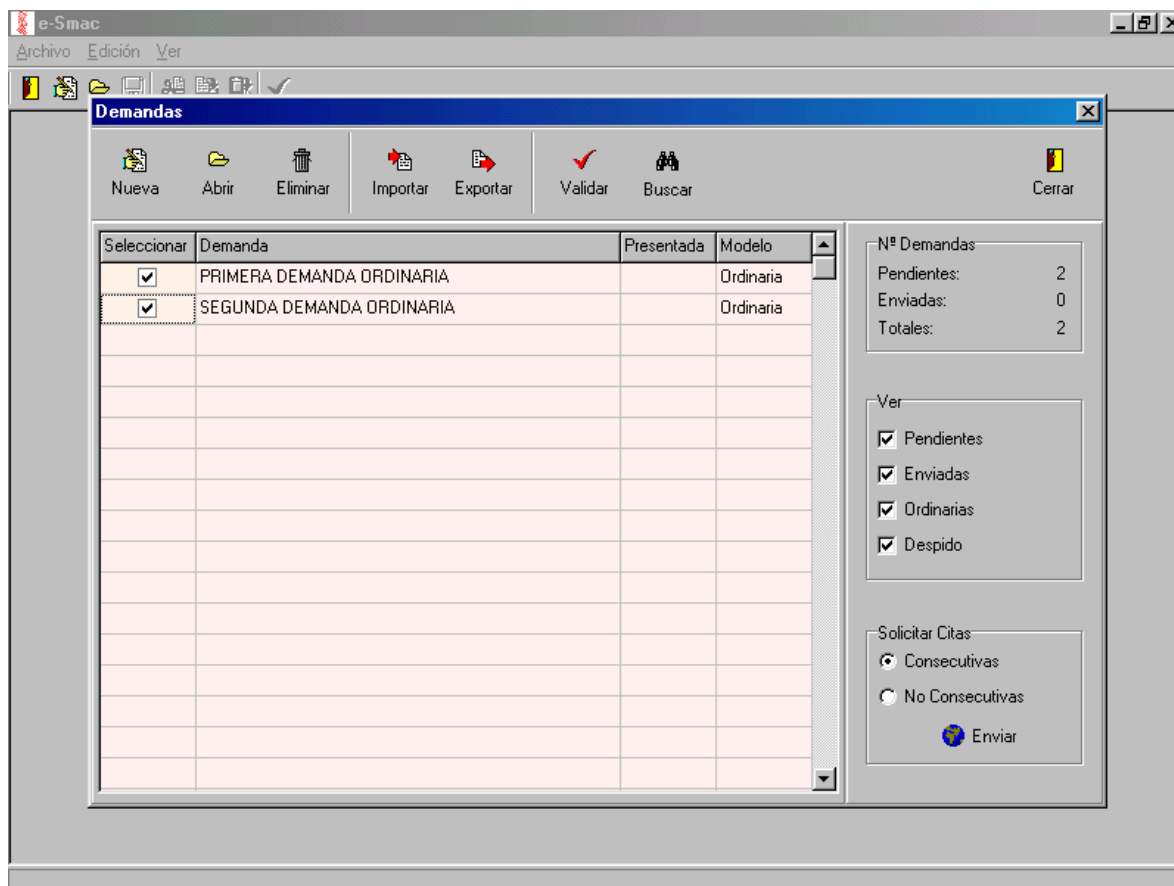 e-Smac
Archivo Edición Ver
Demandas
Nueva Abrir Eliminar Importar Exportar Validar Buscar Cerrar
Seleccionar Demanda Presentada Modelo
PRIMERA DEMANDA ORDINARIA Ordinaria
SEGUNDA DEMANDA ORDINARIA Ordinaria
Nº Demandas
Pendientes: 2
Enviadas: 0
Totales: 2
Ver
Pendientes
Enviadas
Ordinarias
Despido
Solicitar Citas
Consecutivas
No Consecutivas
Enviar